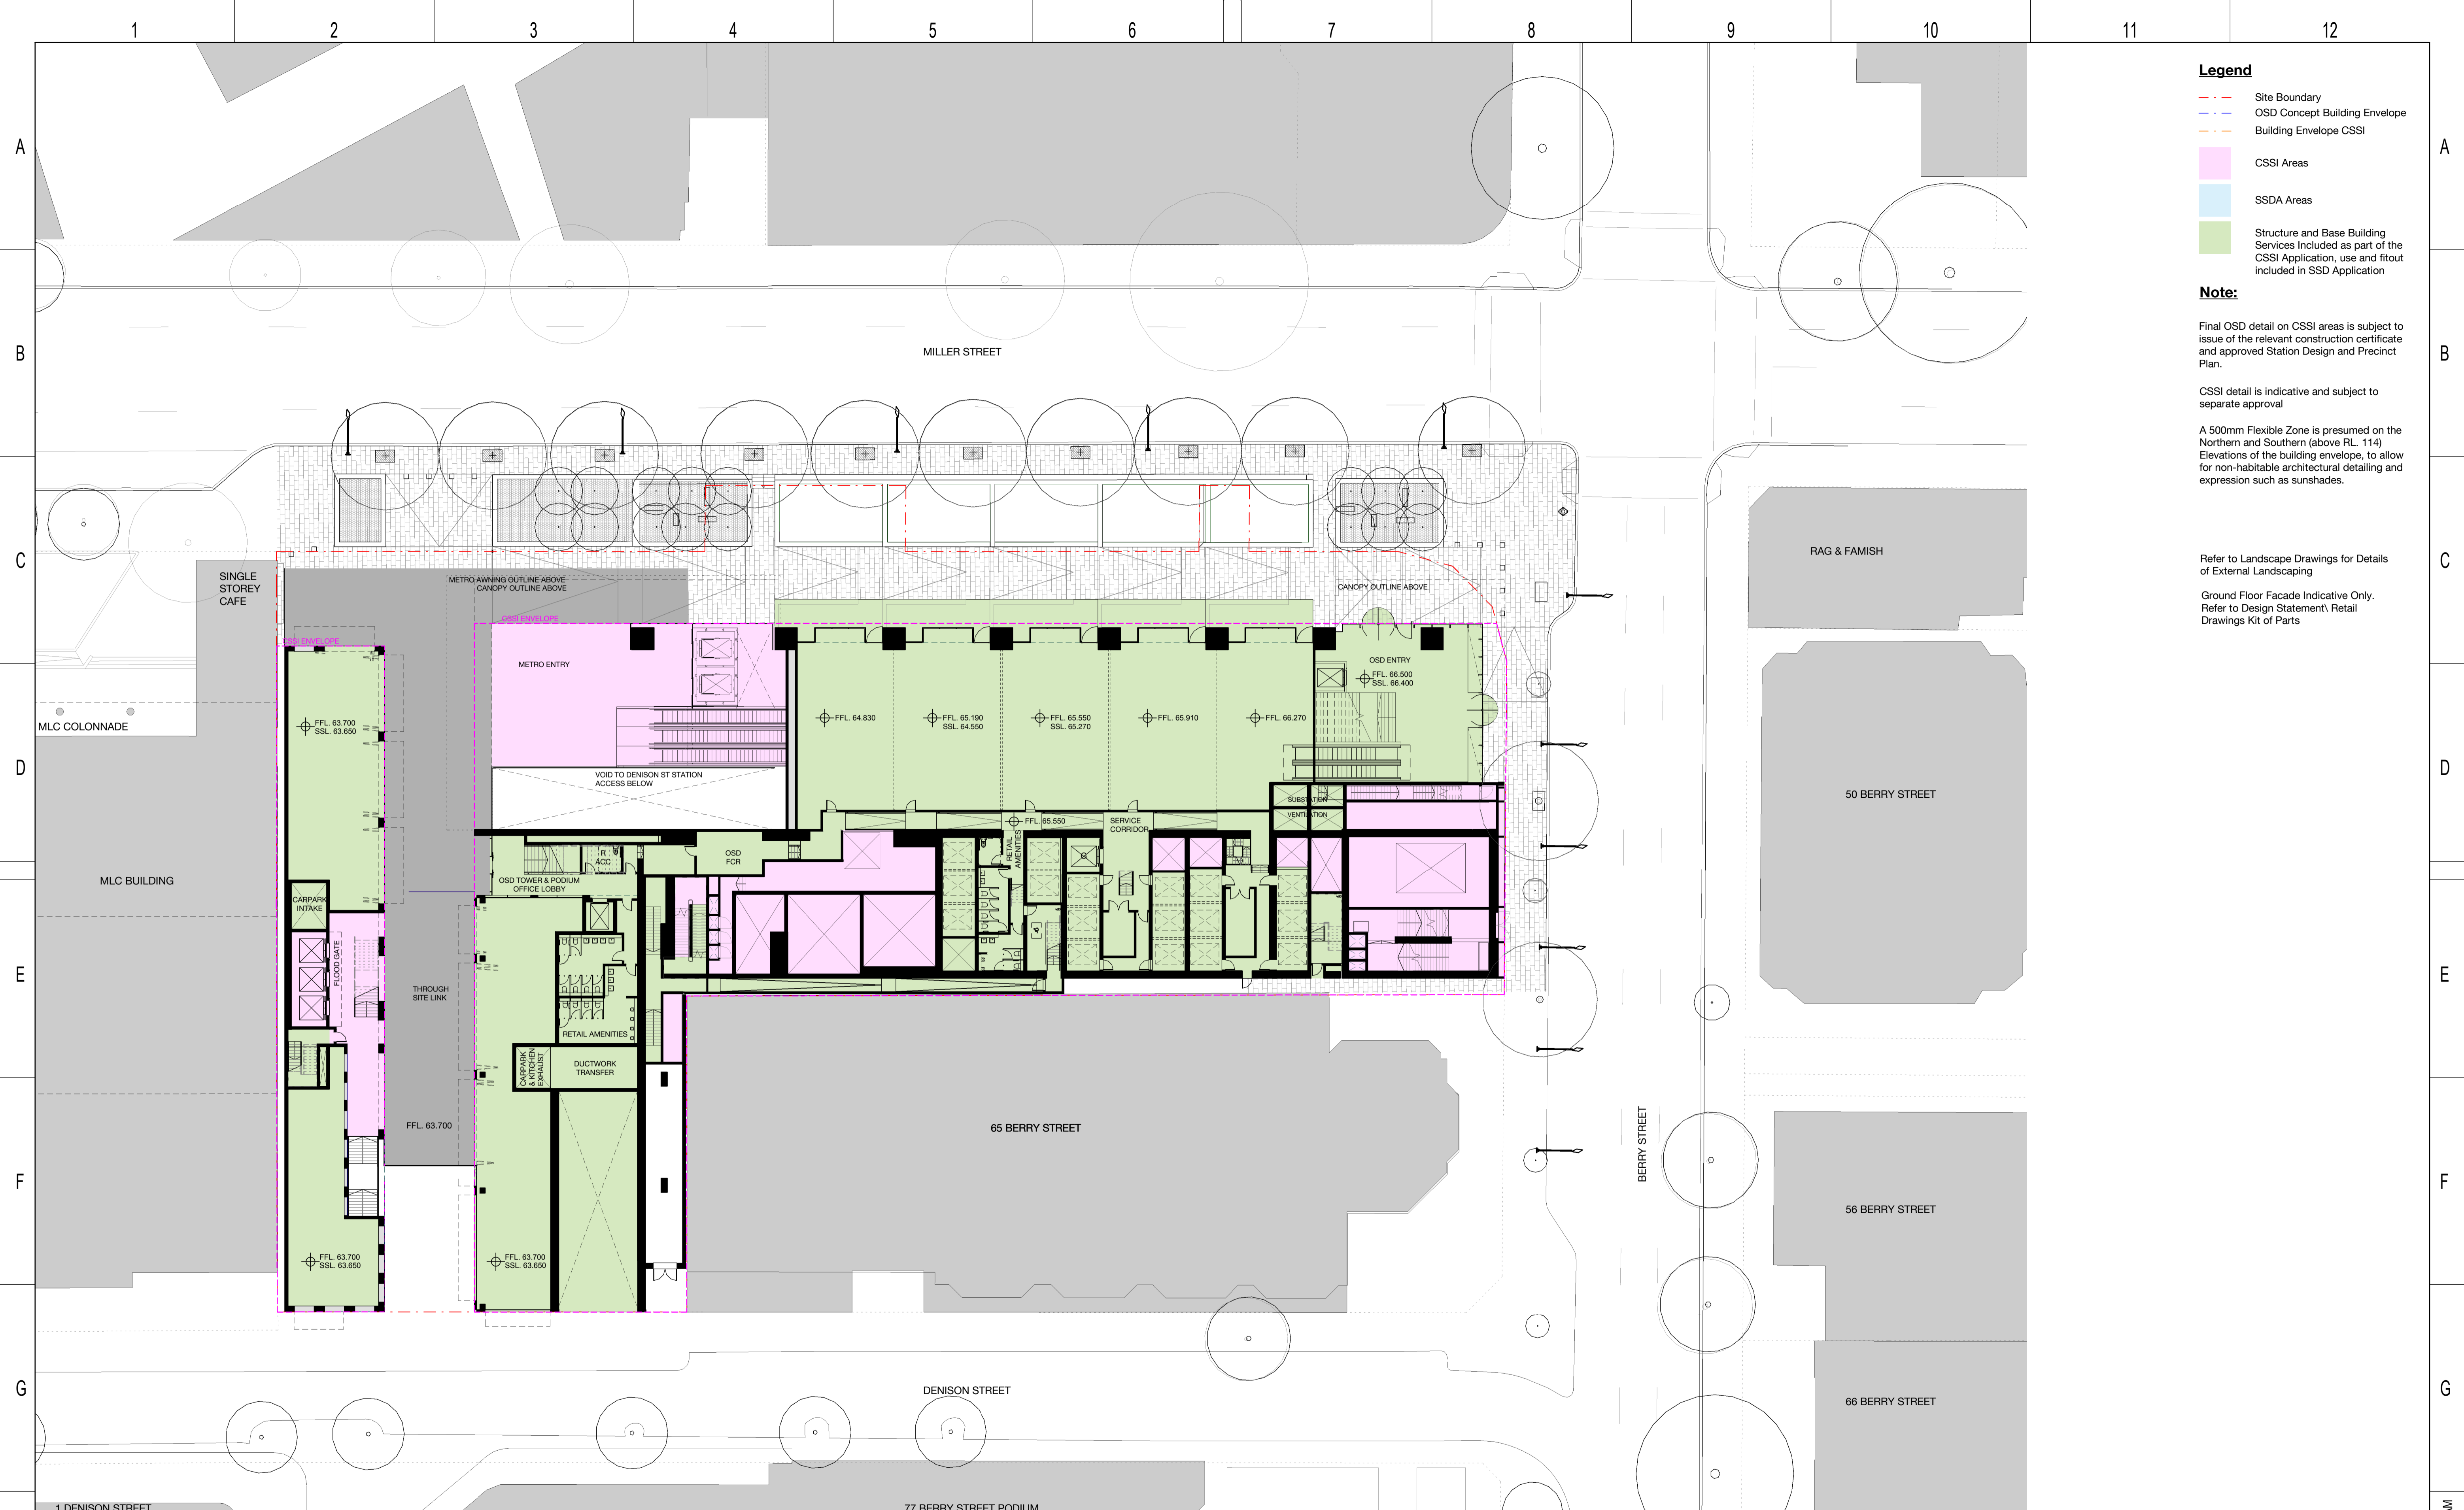 1 2 3 4 5 6 7 8 9 10 11 12
A
A
B
B
C
C
D
D
E
E
F
F
G
G
Legend
Site Boundary
OSD Concept Building Envelope
Building Envelope CSSI
CSSI Areas
SSDA Areas
Structure and Base Building
Services Included as part of the
CSSI Application, use and fitout
included in SSD Application
Note:
Final OSD detail on CSSI areas is subject to
issue of the relevant construction certificate
and approved Station Design and Precinct
Plan.
CSSI detail is indicative and subject to
separate approval
A 500mm Flexible Zone is presumed on the
Northern and Southern (above RL. 114)
Elevations of the building envelope, to allow
for non-habitable architectural detailing and
expression such as sunshades.
Refer to Landscape Drawings for Details
of External Landscaping
Ground Floor Facade Indicative Only.
Refer to Design Statement\ Retail
Drawings Kit of Parts
MILLER STREET
SINGLE
STOREY
CAFE
METRO AWNING OUTLINE ABOVE
CANOPY OUTLINE ABOVE
CANOPY OUTLINE ABOVE
RAG & FAMISH
CSSI ENVELOPE
CSSI ENVELOPE
METRO ENTRY
OSD ENTRY
FFL. 66.500
SSL. 66.400
MLC COLONNADE
FFL. 63.700
SSL. 63.650
FFL. 64.830
FFL. 65.190
SSL. 64.550
FFL. 65.550
SSL. 65.270
FFL. 65.910
FFL. 66.270
VOID TO DENISON ST STATION
ACCESS BELOW
50 BERRY STREET
SUBSTATION
VENTILATION
FFL. 65.550
SERVICE
CORRIDOR
RETAIL
AMENITIES
R
ACC
OSD
FCR
OSD TOWER & PODIUM
OFFICE LOBBY
MLC BUILDING
CARPARK
INTAKE
FLOOD GATE
THROUGH
SITE LINK
RETAIL AMENITIES
CARPARK
& KITCHEN
EXHAUST
DUCTWORK
TRANSFER
FFL. 63.700
65 BERRY STREET
BERRY STREET
56 BERRY STREET
FFL. 63.700
SSL. 63.650
FFL. 63.700
SSL. 63.650
DENISON STREET
66 BERRY STREET
1 DENISON STREET
77 BERRY STREET PODIUM